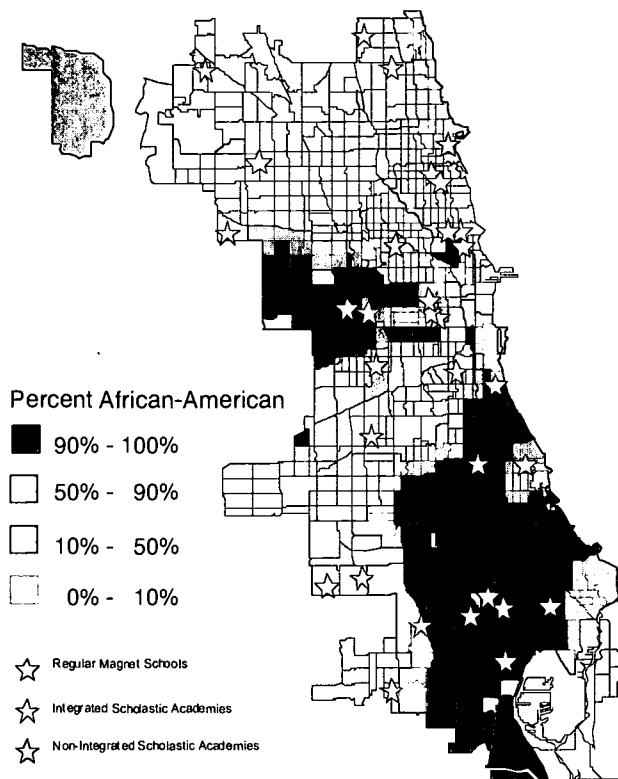 Percent African-American
90% - 100%
50% - 90%
10% - 50%
0% - 10%
Regular Magnet Schools
Integrated Scholastic Academies
Non-Integrated Scholastic Academies